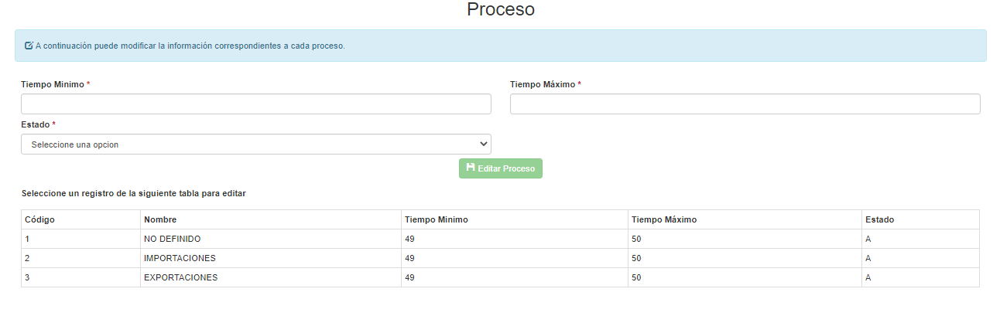 Proceso
A continuación puede modificar la información correspondientes a cada proceso.
Tiempo Minimo * Tiempo Máximo *
Estado *
Seleccione una opcion
Editar Proceso
Seleccione un registro de la siguiente tabla para editar
Código Nombre Tiempo Minimo Tiempo Máximo Estado
1 NO DEFINIDO 49 50 A
2 IMPORTACIONES 49 50 A
3 EXPORTACIONES 49 50 A